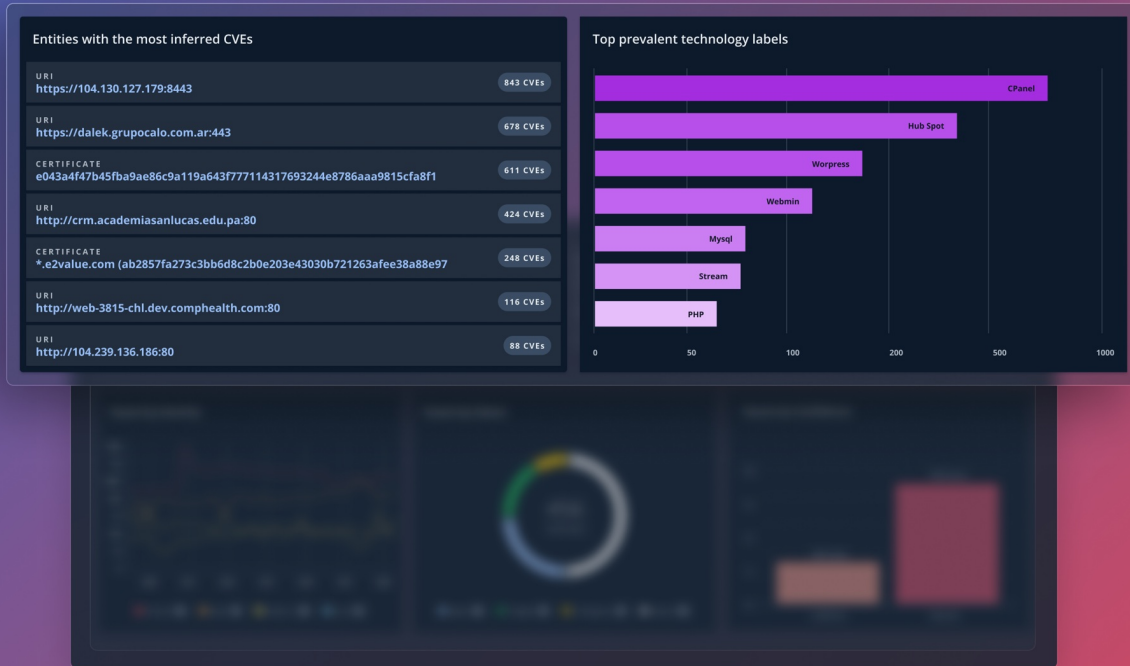 Entities with the most inferred CVEs
URI
https://104.130.127.179:8443
843 CVEs
URI
https://dalek.grupocalo.com.ar:443
678 CVEs
CERTIFICATE
e043a4f47b45fba9ae86c9a119a643f777114317693244e8786aaa9815cfa8f1
611 CVEs
URI
http://crm.academiasanlucas.edu.pa:80
424 CVEs
CERTIFICATE
*.e2value.com (ab2857fa273c3bb6d8c2b0e203e43030b721263afee38a88e97
248 CVEs
URI
http://web-3815-chl.dev.comphealth.com:80
116 CVEs
URI
http://104.239.136.186:80
88 CVEs
Top prevalent technology labels
CPanel
Hub Spot
Worpress
Webmin
Mysql
Stream
PHP
0 50 100 200 500 1000